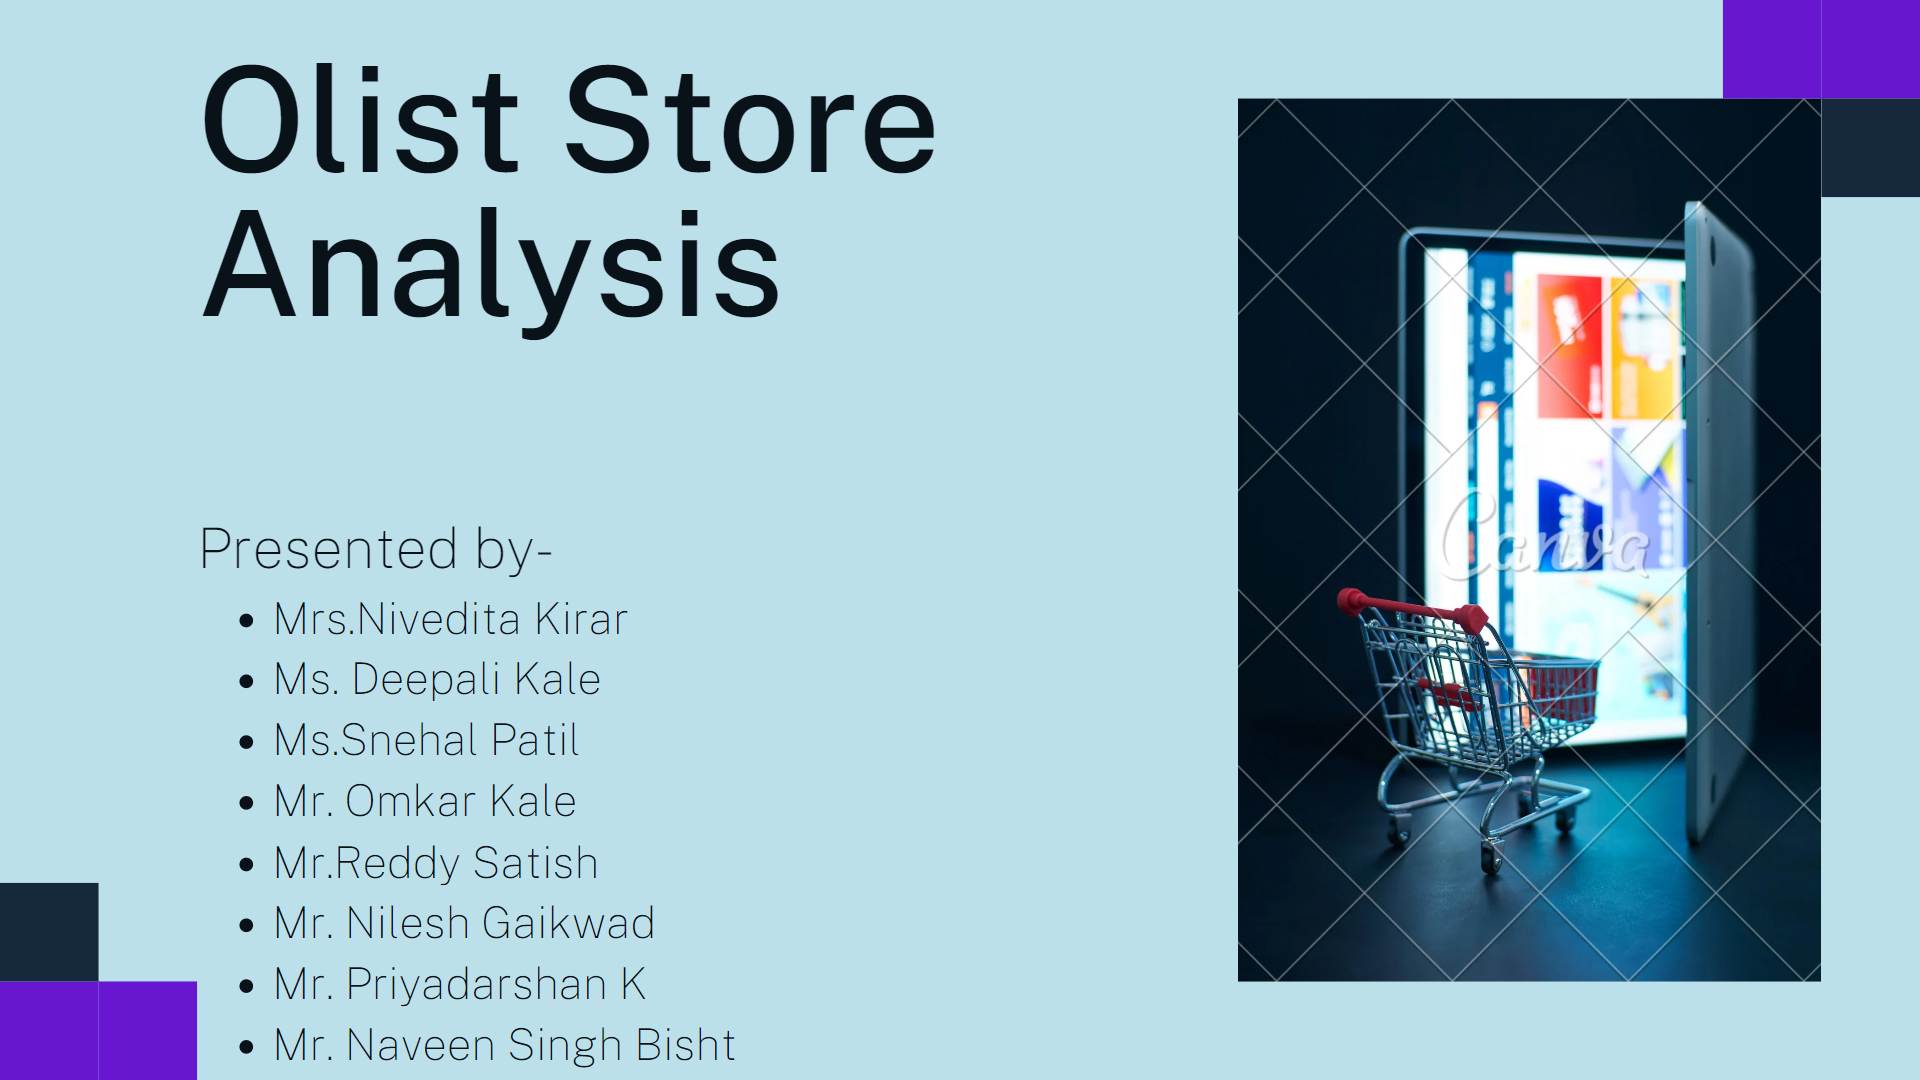 Olist Store
Analysis
Presented by-
• Mrs.Nivedita Kirar
• Ms. Deepali Kale
• Ms.Snehal Patil
• Mr. Omkar Kale
• Mr.Reddy Satish
• Mr. Nilesh Gaikwad
• Mr. Priyadarshan K
• Mr. Naveen Singh Bisht
Canva